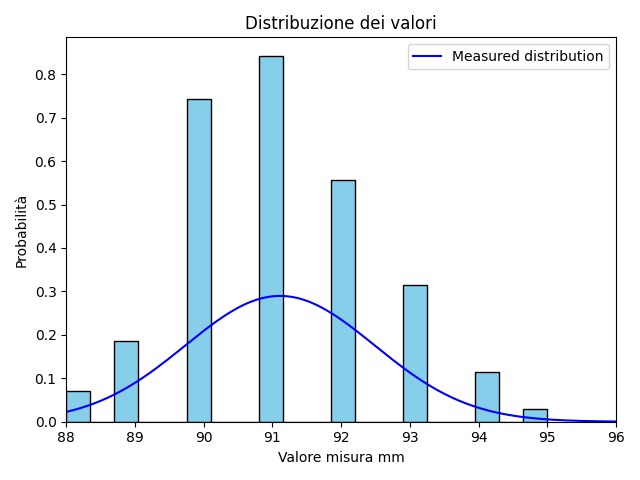 Distribuzione dei valori
Measured distribution
Probabilità
0.8
0.7
0.6
0.5
0.4
0.3
0.2
0.1
0.0
88 89 90 91 92 93 94 95 96
Valore misura mm